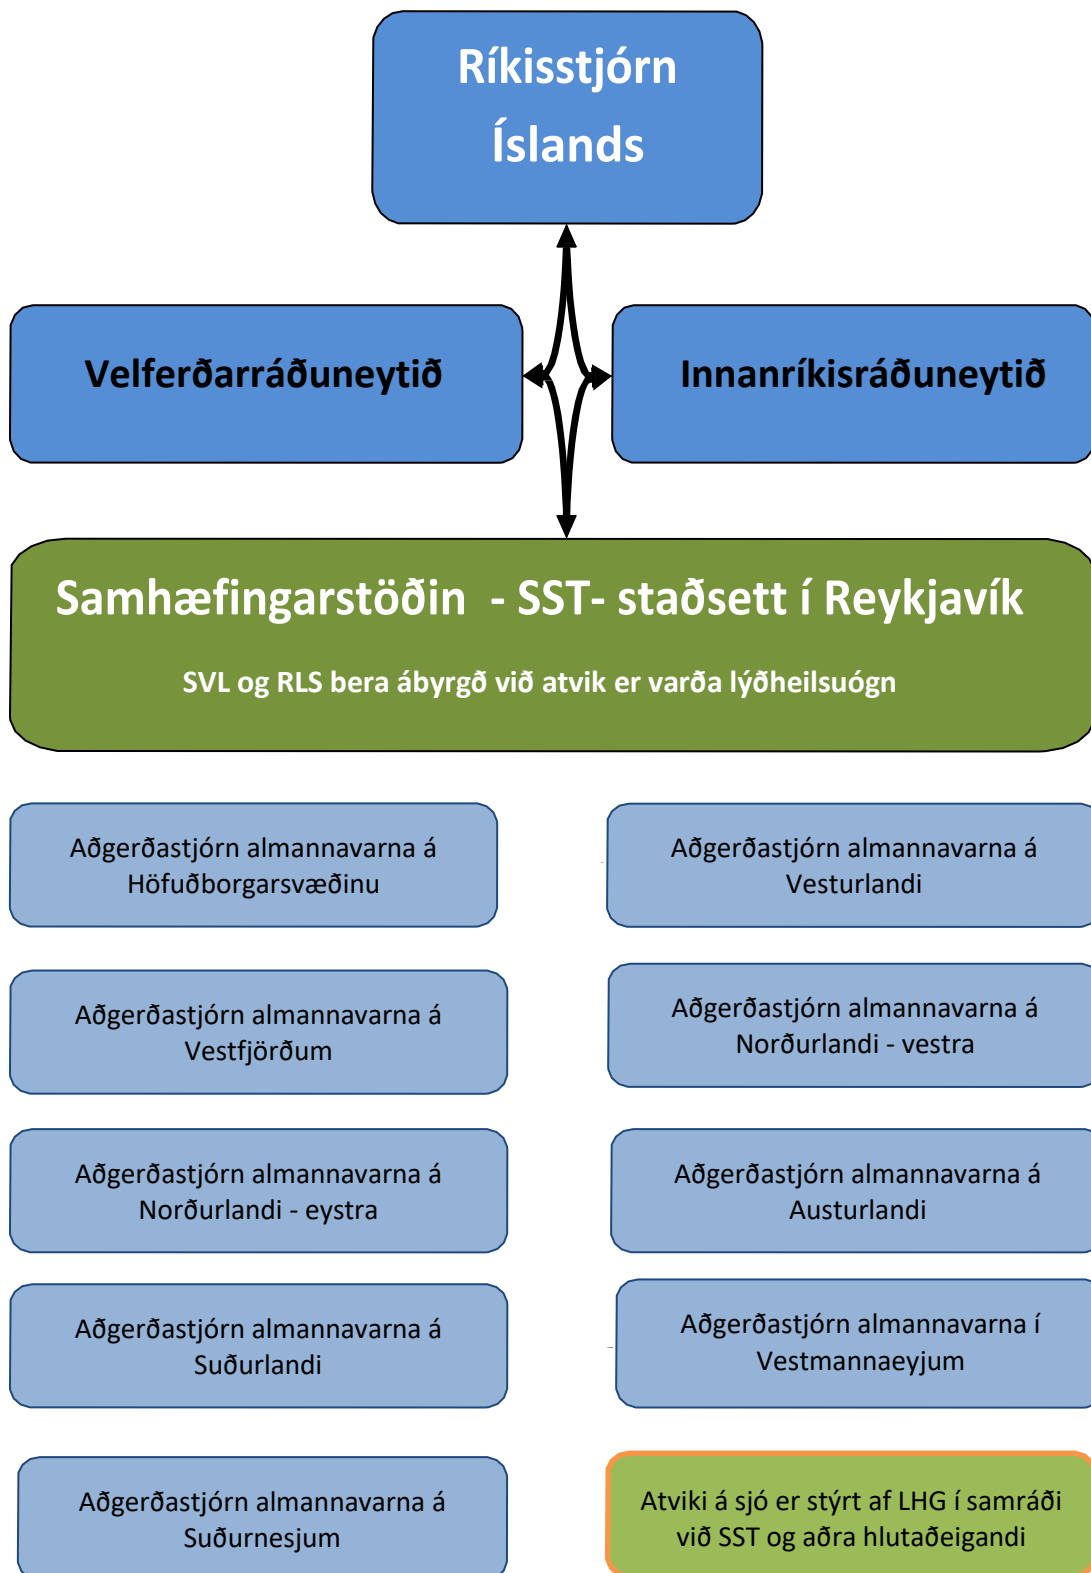 Ríkisstjórn
Íslands
Velferðarráðuneytið
Innanríkisráðuneytið
Samhæfingarstöðin - SST- staðsett í Reykjavík
SVL og RLS bera ábyrgð við atvik er varða lýðheilsuógn
Aðgerðastjórn almannavarna á
Höfuðborgarsvæðinu
Aðgerðastjórn almannavarna á
Vesturlandi
Aðgerðastjórn almannavarna á
Vestfjörðum
Aðgerðastjórn almannavarna á
Norðurlandi - vestra
Aðgerðastjórn almannavarna á
Norðurlandi - eystra
Aðgerðastjórn almannavarna á
Austurlandi
Aðgerðastjórn almannavarna á
Suðurlandi
Aðgerðastjórn almannavarna í
Vestmannaeyjum
Aðgerðastjórn almannavarna á
Suðurnesjum
Atviki á sjó er stýrt af LHG í samráði
við SST og aðra hlutaðeigandi